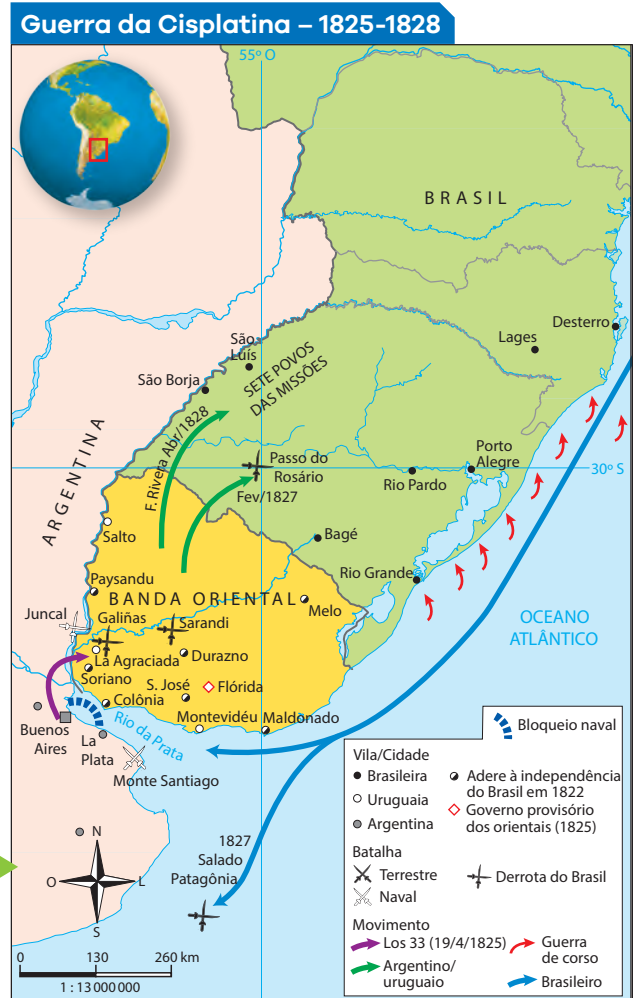 Guerra da Cisplatina – 1825-1828
55º O
BRASIL
Desterro
Lages
São
Luís
SETE POVOS
DAS MISSÕES
São Borja
F. Rivera Abr/1828
ARGENTINA
Passo do
Rosário
Fev/1827
Porto
Alegre
Rio Pardo
30º S
Salto
Bagé
Paysandu
Rio Grande
BANDA ORIENTAL
Melo
Juncal
Galiñas
Sarandi
OCEANO
ATLÂNTICO
La Agraciada
Durazno
Soriano
S. José
Flórida
Colônia
Montevidéu
Maldonado
Rio da Prata
Buenos
Aires
La
Plata
Monte Santiago
1827
Salado
Patagônia
N
O
L
S
0 130 260 km
1 : 13 000 000
Bloqueio naval
Vila/Cidade
Brasileira
Uruguaia
Argentina
Adere à independência
do Brasil em 1822
Governo provisório
dos orientais (1825)
Batalha
Terrestre
Naval
Derrota do Brasil
Movimento
Los 33 (19/4/1825)
Argentino/
uruguaio
Guerra
de corso
Brasileiro